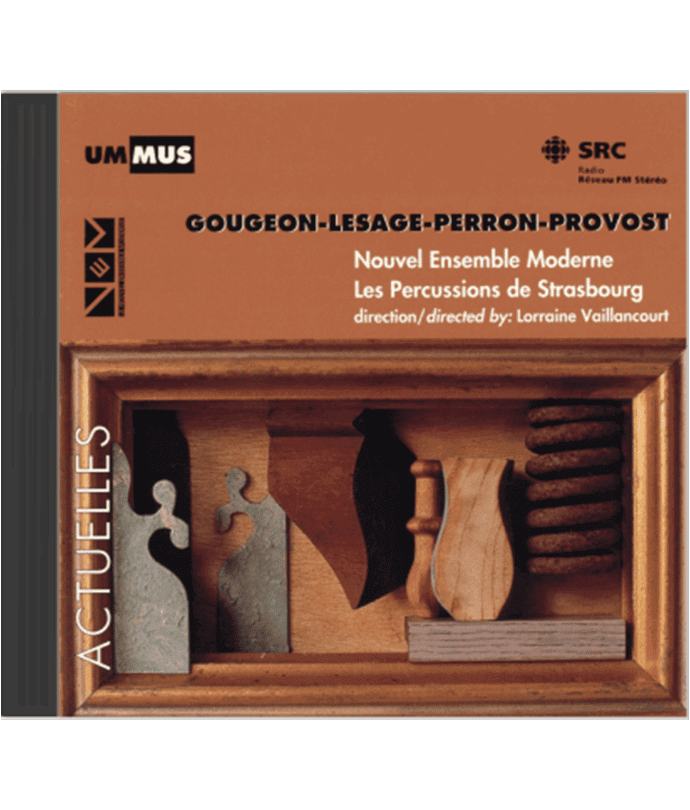 UMMUS
SRC
Radio
Réseau FM Stéréo
GOUGEON-LESAGE-PERRON-PROVOST
NEM
Nouvel Ensemble Moderne
Les Percussions de Strasbourg
direction/directed by: Lorraine Vaillancourt
ACTUELLES